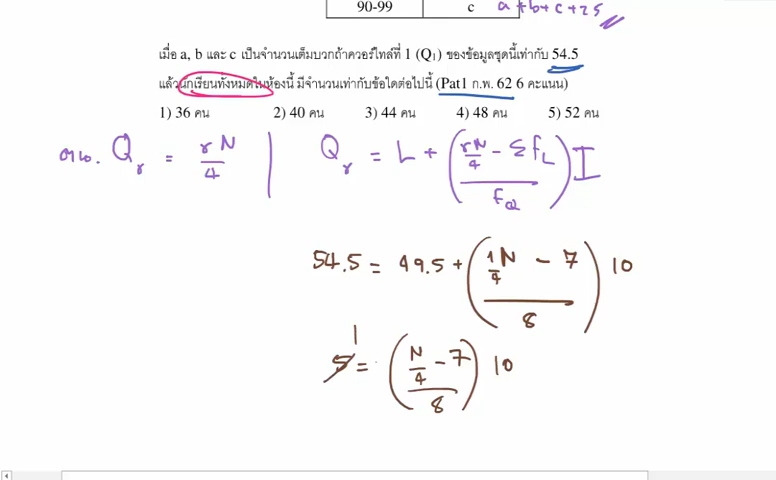 90-99 c a + b + c + 25
เมื่อ a, b และ c เป็นจำนวนเต็มบวกถ้าควอร์ไทล์ที่ 1 (Q₁) ของข้อมูลชุดนี้เท่ากับ 54.5
แล้วนักเรียนทั้งหมดในห้องนี้ มีจำนวนเท่ากับข้อใดต่อไปนี้ (Pat1 ก.พ. 62 6 คะแนน)
1) 36 คน 2) 40 คน 3) 44 คน 4) 48 คน 5) 52 คน
Q_r = rN/4 | Q_r = L + ((rN/4 - Σf_L)/f_Q) I
54.5 = 49.5 + ((1N/4 - 7)/8) 10
1
5 = ((N/4 - 7)/8) 10